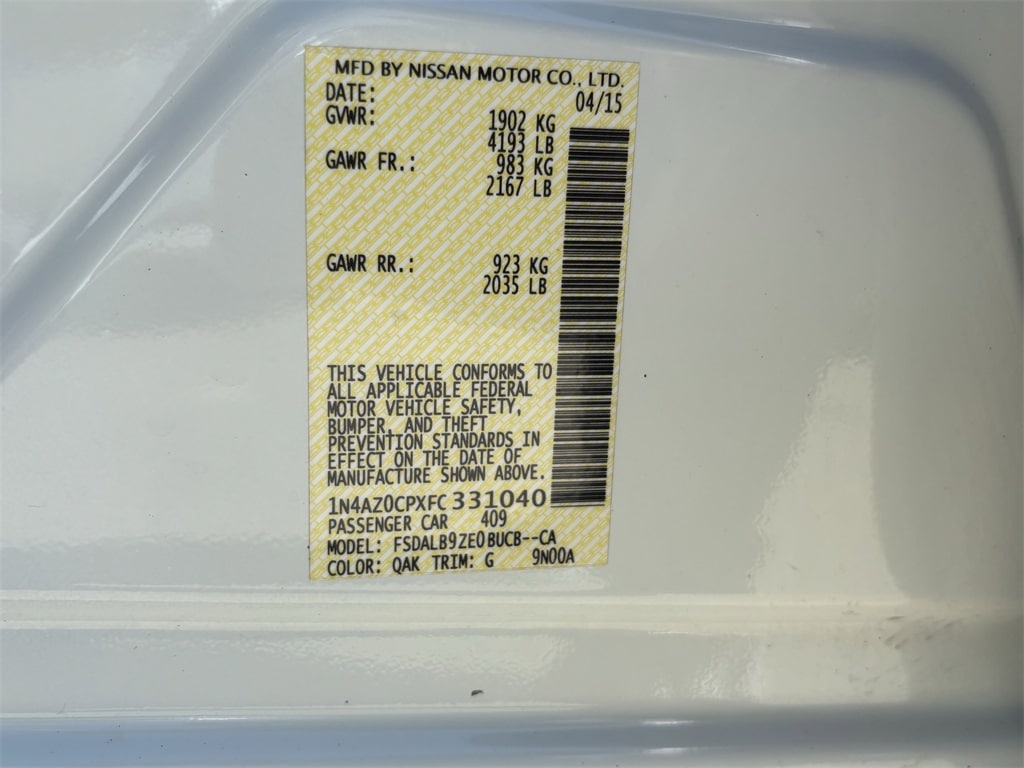 MFD BY NISSAN MOTOR CO., LTD.
DATE: 04/15
GVWR: 1902 KG
4193 LB
GAWR FR.: 983 KG
2167 LB
GAWR RR.: 923 KG
2035 LB
THIS VEHICLE CONFORMS TO
ALL APPLICABLE FEDERAL
MOTOR VEHICLE SAFETY,
BUMPER, AND THEFT
PREVENTION STANDARDS IN
EFFECT ON THE DATE OF
MANUFACTURE SHOWN ABOVE.
1N4AZ0CPXFC331040
PASSENGER CAR 409
MODEL: FSDALB9ZE0BUCB--CA
COLOR: QAK TRIM: G 9N00A